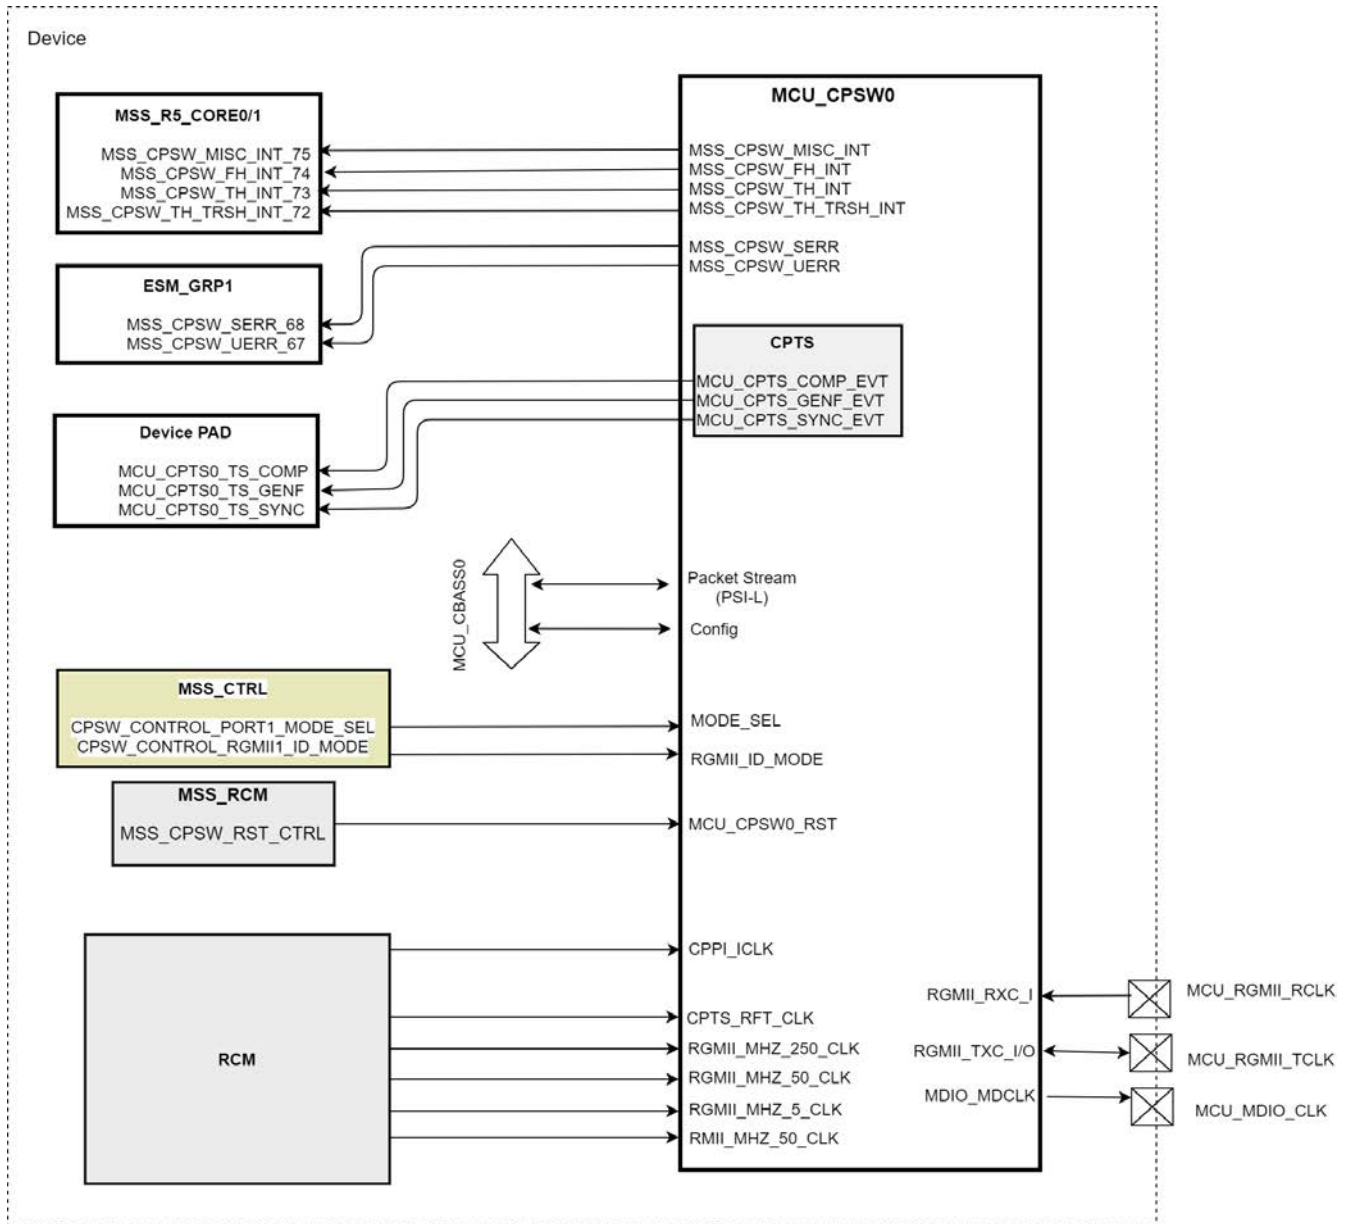 Device
MSS_R5_CORE0/1
MSS_CPSW_MISC_INT_75
MSS_CPSW_FH_INT_74
MSS_CPSW_TH_INT_73
MSS_CPSW_TH_TRSH_INT_72
ESM_GRP1
MSS_CPSW_SERR_68
MSS_CPSW_UERR_67
Device PAD
MCU_CPTS0_TS_COMP
MCU_CPTS0_TS_GENF
MCU_CPTS0_TS_SYNC
MCU_CBASS0
MSS_CTRL
CPSW_CONTROL_PORT1_MODE_SEL
CPSW_CONTROL_RGMII1_ID_MODE
MSS_RCM
MSS_CPSW_RST_CTRL
RCM
MCU_CPSW0
MSS_CPSW_MISC_INT
MSS_CPSW_FH_INT
MSS_CPSW_TH_INT
MSS_CPSW_TH_TRSH_INT
MSS_CPSW_SERR
MSS_CPSW_UERR
CPTS
MCU_CPTS_COMP_EVT
MCU_CPTS_GENF_EVT
MCU_CPTS_SYNC_EVT
Packet Stream
(PSI-L)
Config
MODE_SEL
RGMII_ID_MODE
MCU_CPSW0_RST
CPPI_ICLK
CPTS_RFT_CLK
RGMII_MHZ_250_CLK
RGMII_MHZ_50_CLK
RGMII_MHZ_5_CLK
RMII_MHZ_50_CLK
RGMII_RXC_I
RGMII_TXC_I/O
MDIO_MDCLK
MCU_RGMII_RCLK
MCU_RGMII_TCLK
MCU_MDIO_CLK